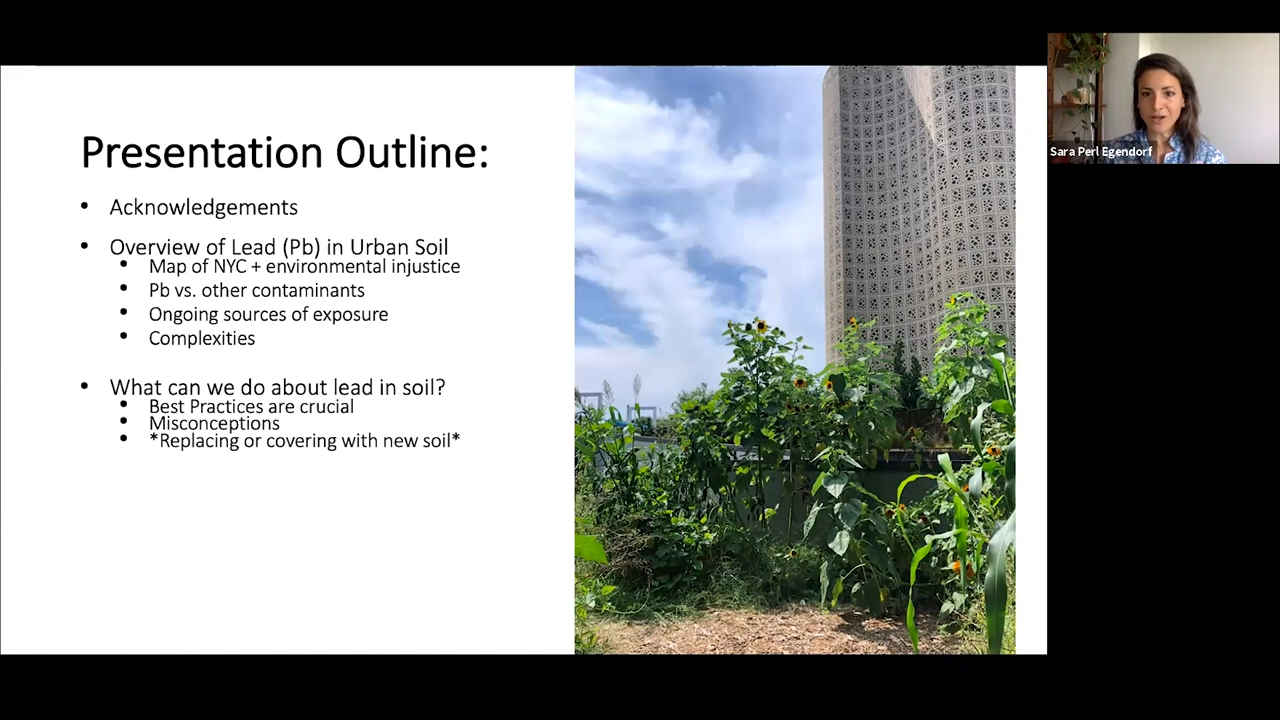 Presentation Outline:
• Acknowledgements
• Overview of Lead (Pb) in Urban Soil
• Map of NYC + environmental injustice
• Pb vs. other contaminants
• Ongoing sources of exposure
• Complexities
• What can we do about lead in soil?
• Best Practices are crucial
• Misconceptions
• *Replacing or covering with new soil*
Sara Perl Egendorf